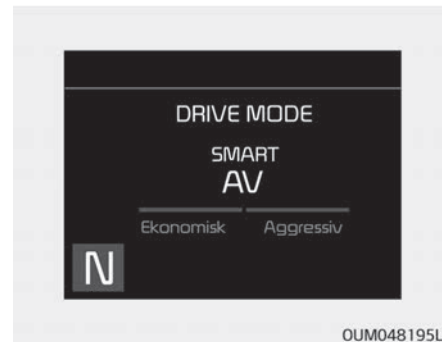 DRIVE MODE
SMART
AV
Ekonomisk Aggressiv
N
OUM048195L